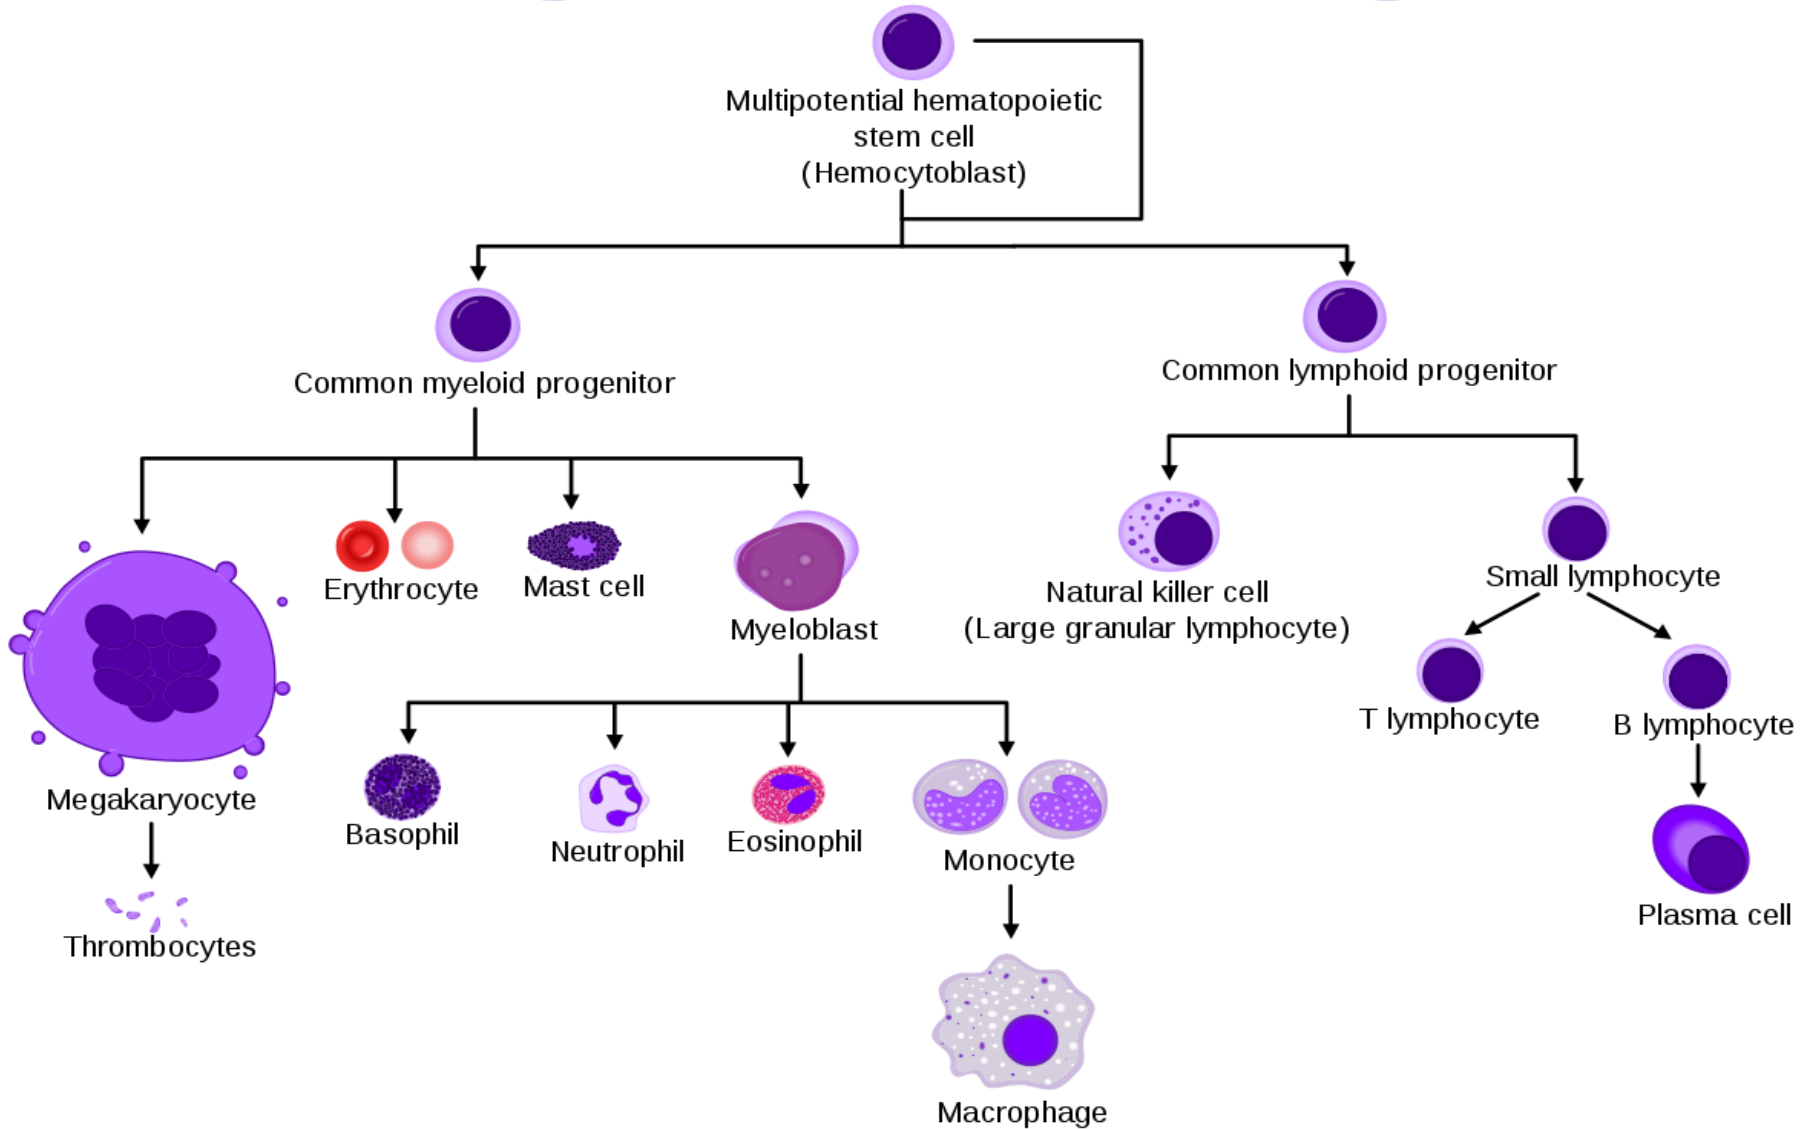 Multipotential hematopoietic
stem cell
(Hemocytoblast)
Common myeloid progenitor
Common lymphoid progenitor
Erythrocyte
Mast cell
Myeloblast
Natural killer cell
(Large granular lymphocyte)
Small lymphocyte
T lymphocyte
B lymphocyte
Megakaryocyte
Basophil
Neutrophil
Eosinophil
Monocyte
Plasma cell
Thrombocytes
Macrophage